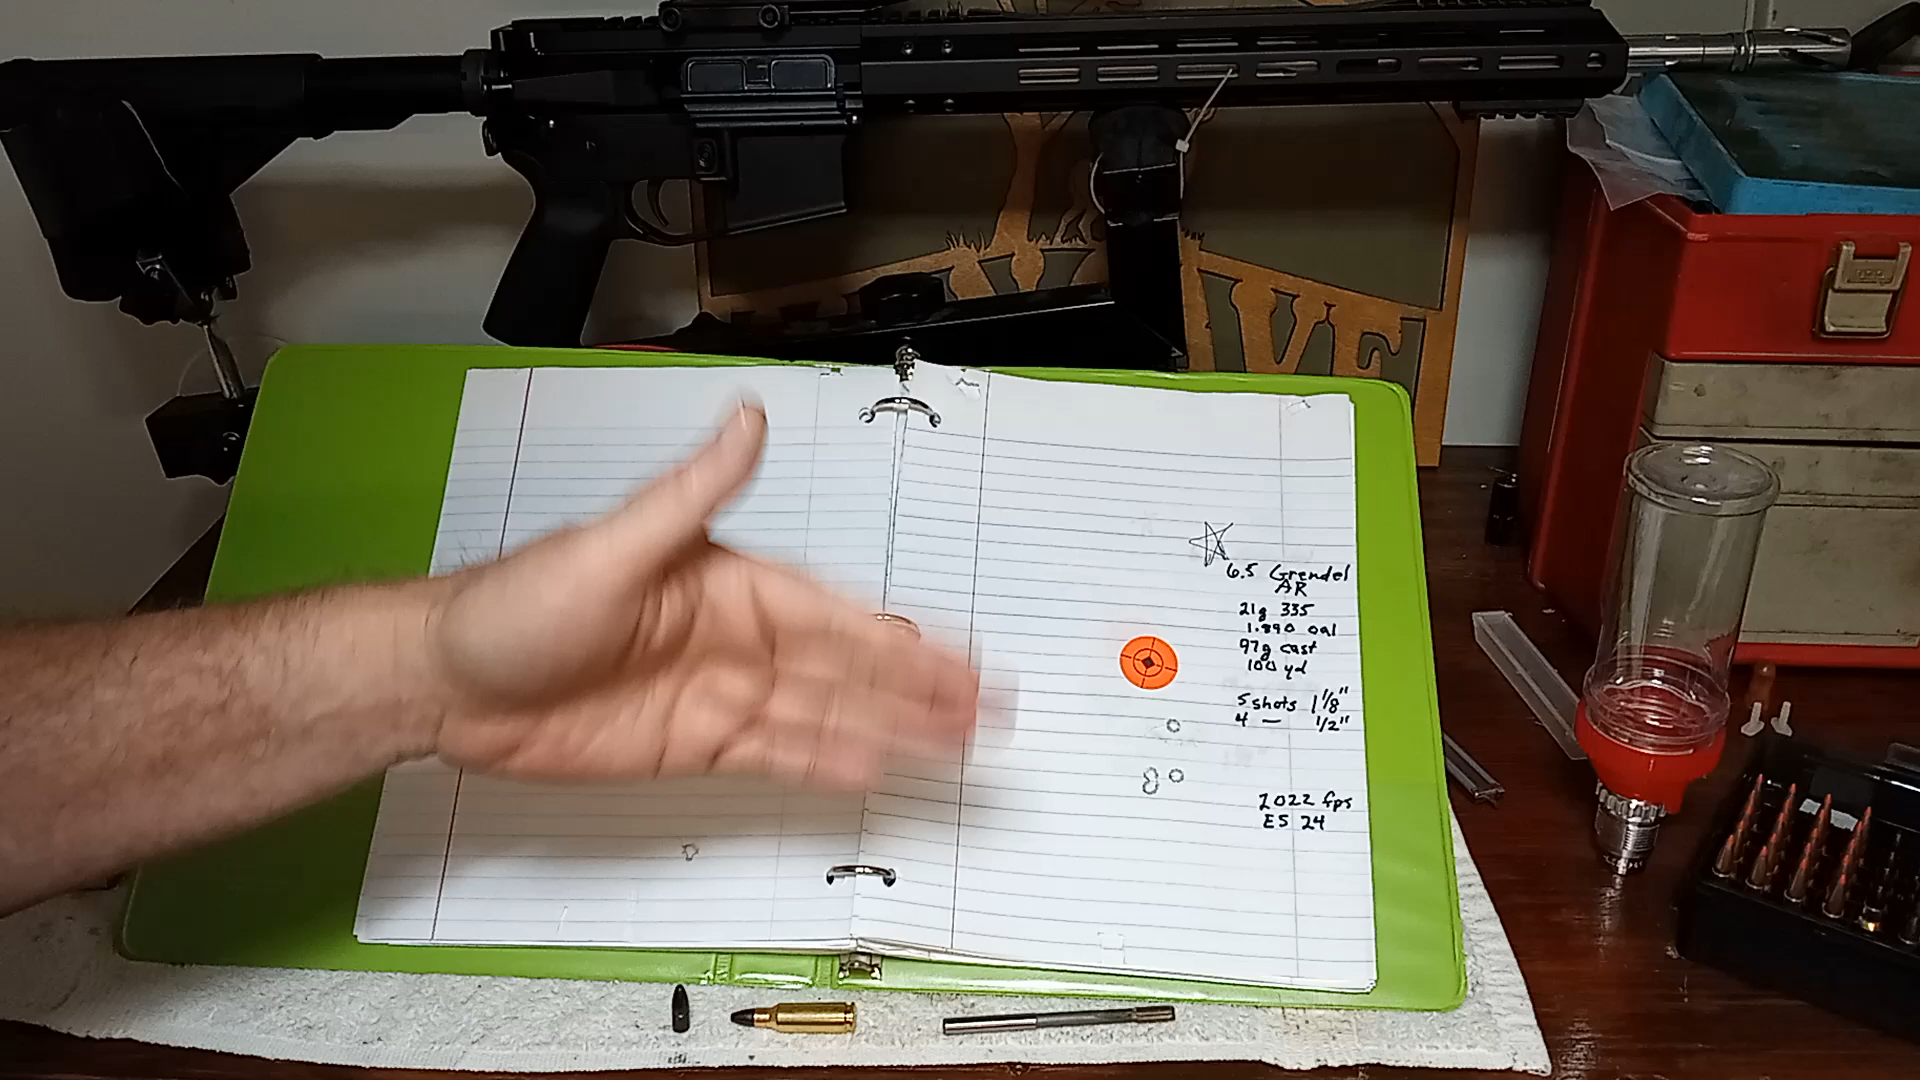 VE
6.5 Grendel
AR
21g 335
1.890 oal
97g cast
100 yd
5 shots 1 1/8"
4 — 1/2"
2022 fps
ES 24